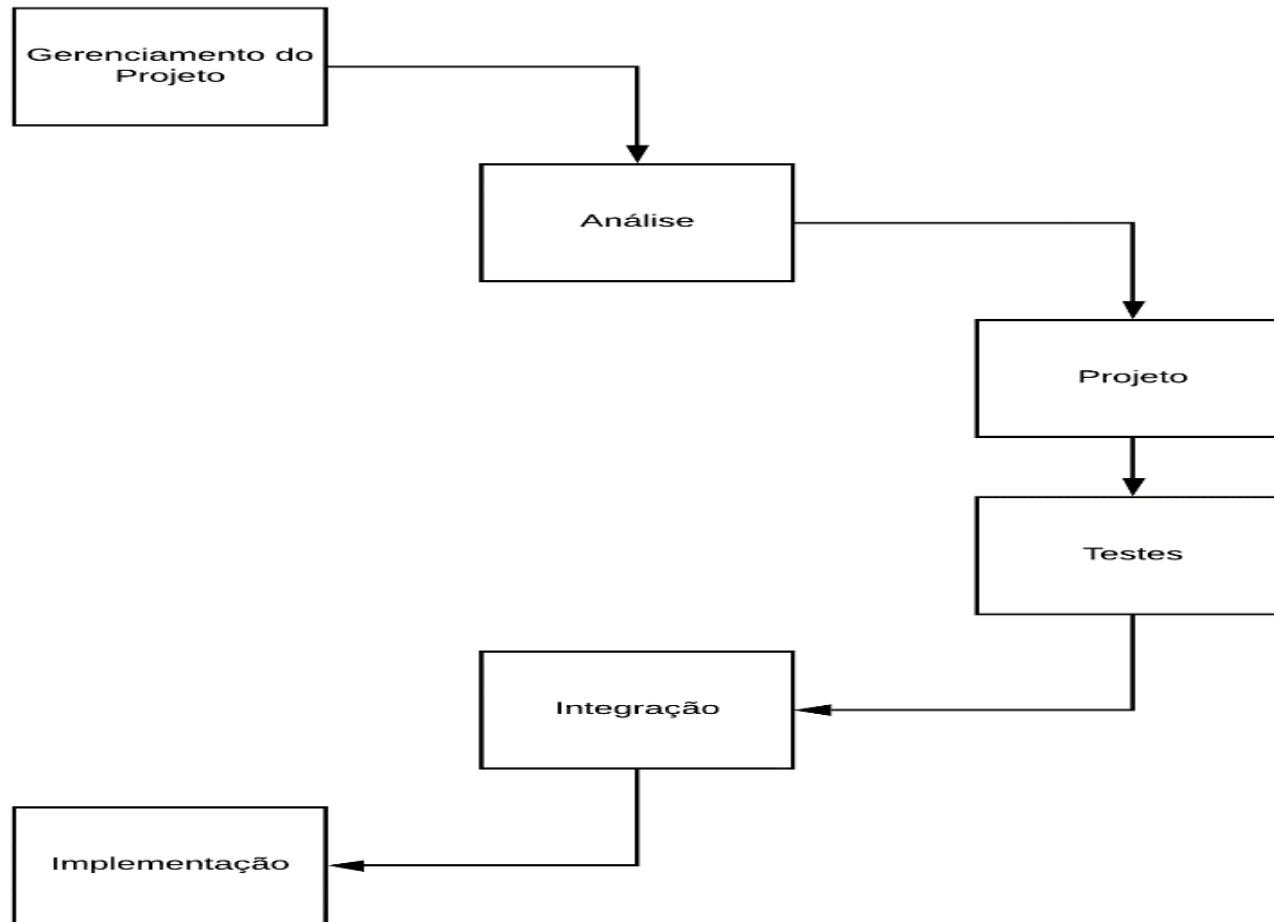 Gerenciamento do
Projeto
Análise
Projeto
Testes
Integração
Implementação